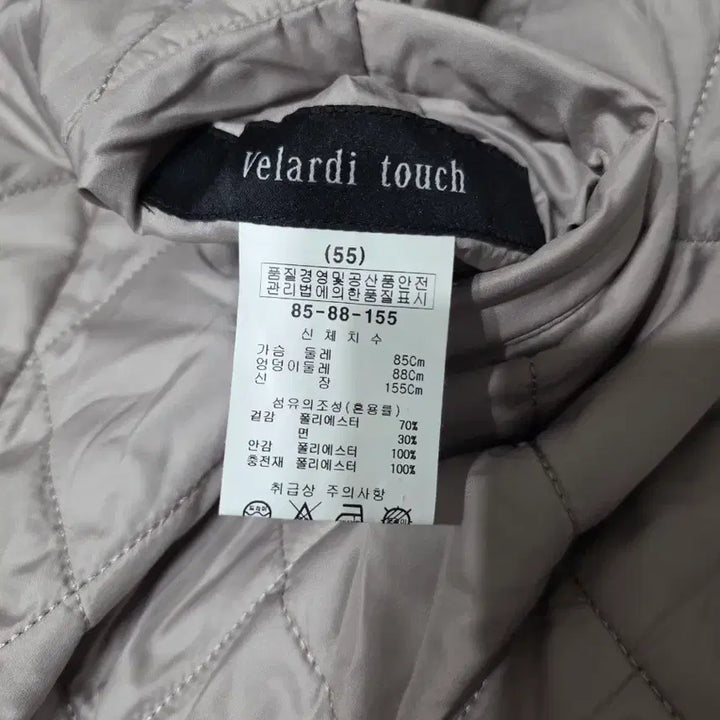 velardi touch
(55)
품질경영및공산품안전
관리법에의한품질표시
85-88-155
신체치수
가슴 둘레 85Cm
엉덩이둘레 88Cm
신 장 155Cm
섬유의조성(혼용률)
겉감 폴리에스터 70%
면 30%
안감 폴리에스터 100%
충전재 폴리에스터 100%
취급상 주의사항
드라이